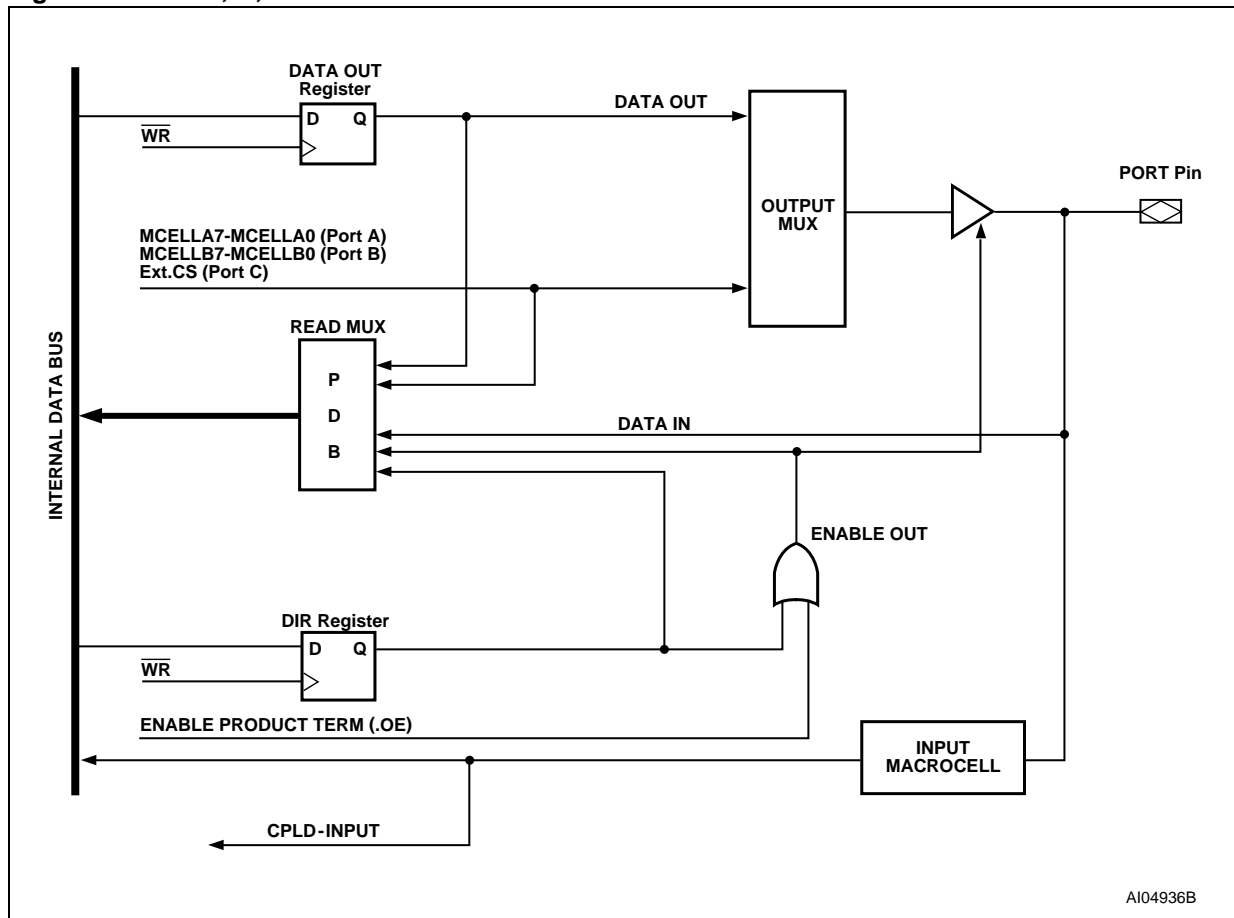 DATA OUT
Register
D Q
DATA OUT
WR
PORT Pin
OUTPUT
MUX
MCELLA7-MCELLA0 (Port A)
MCELLB7-MCELLB0 (Port B)
Ext.CS (Port C)
READ MUX
P
D
B
DATA IN
INTERNAL DATA BUS
ENABLE OUT
DIR Register
D Q
WR
ENABLE PRODUCT TERM (.OE)
INPUT
MACROCELL
CPLD-INPUT
AI04936B